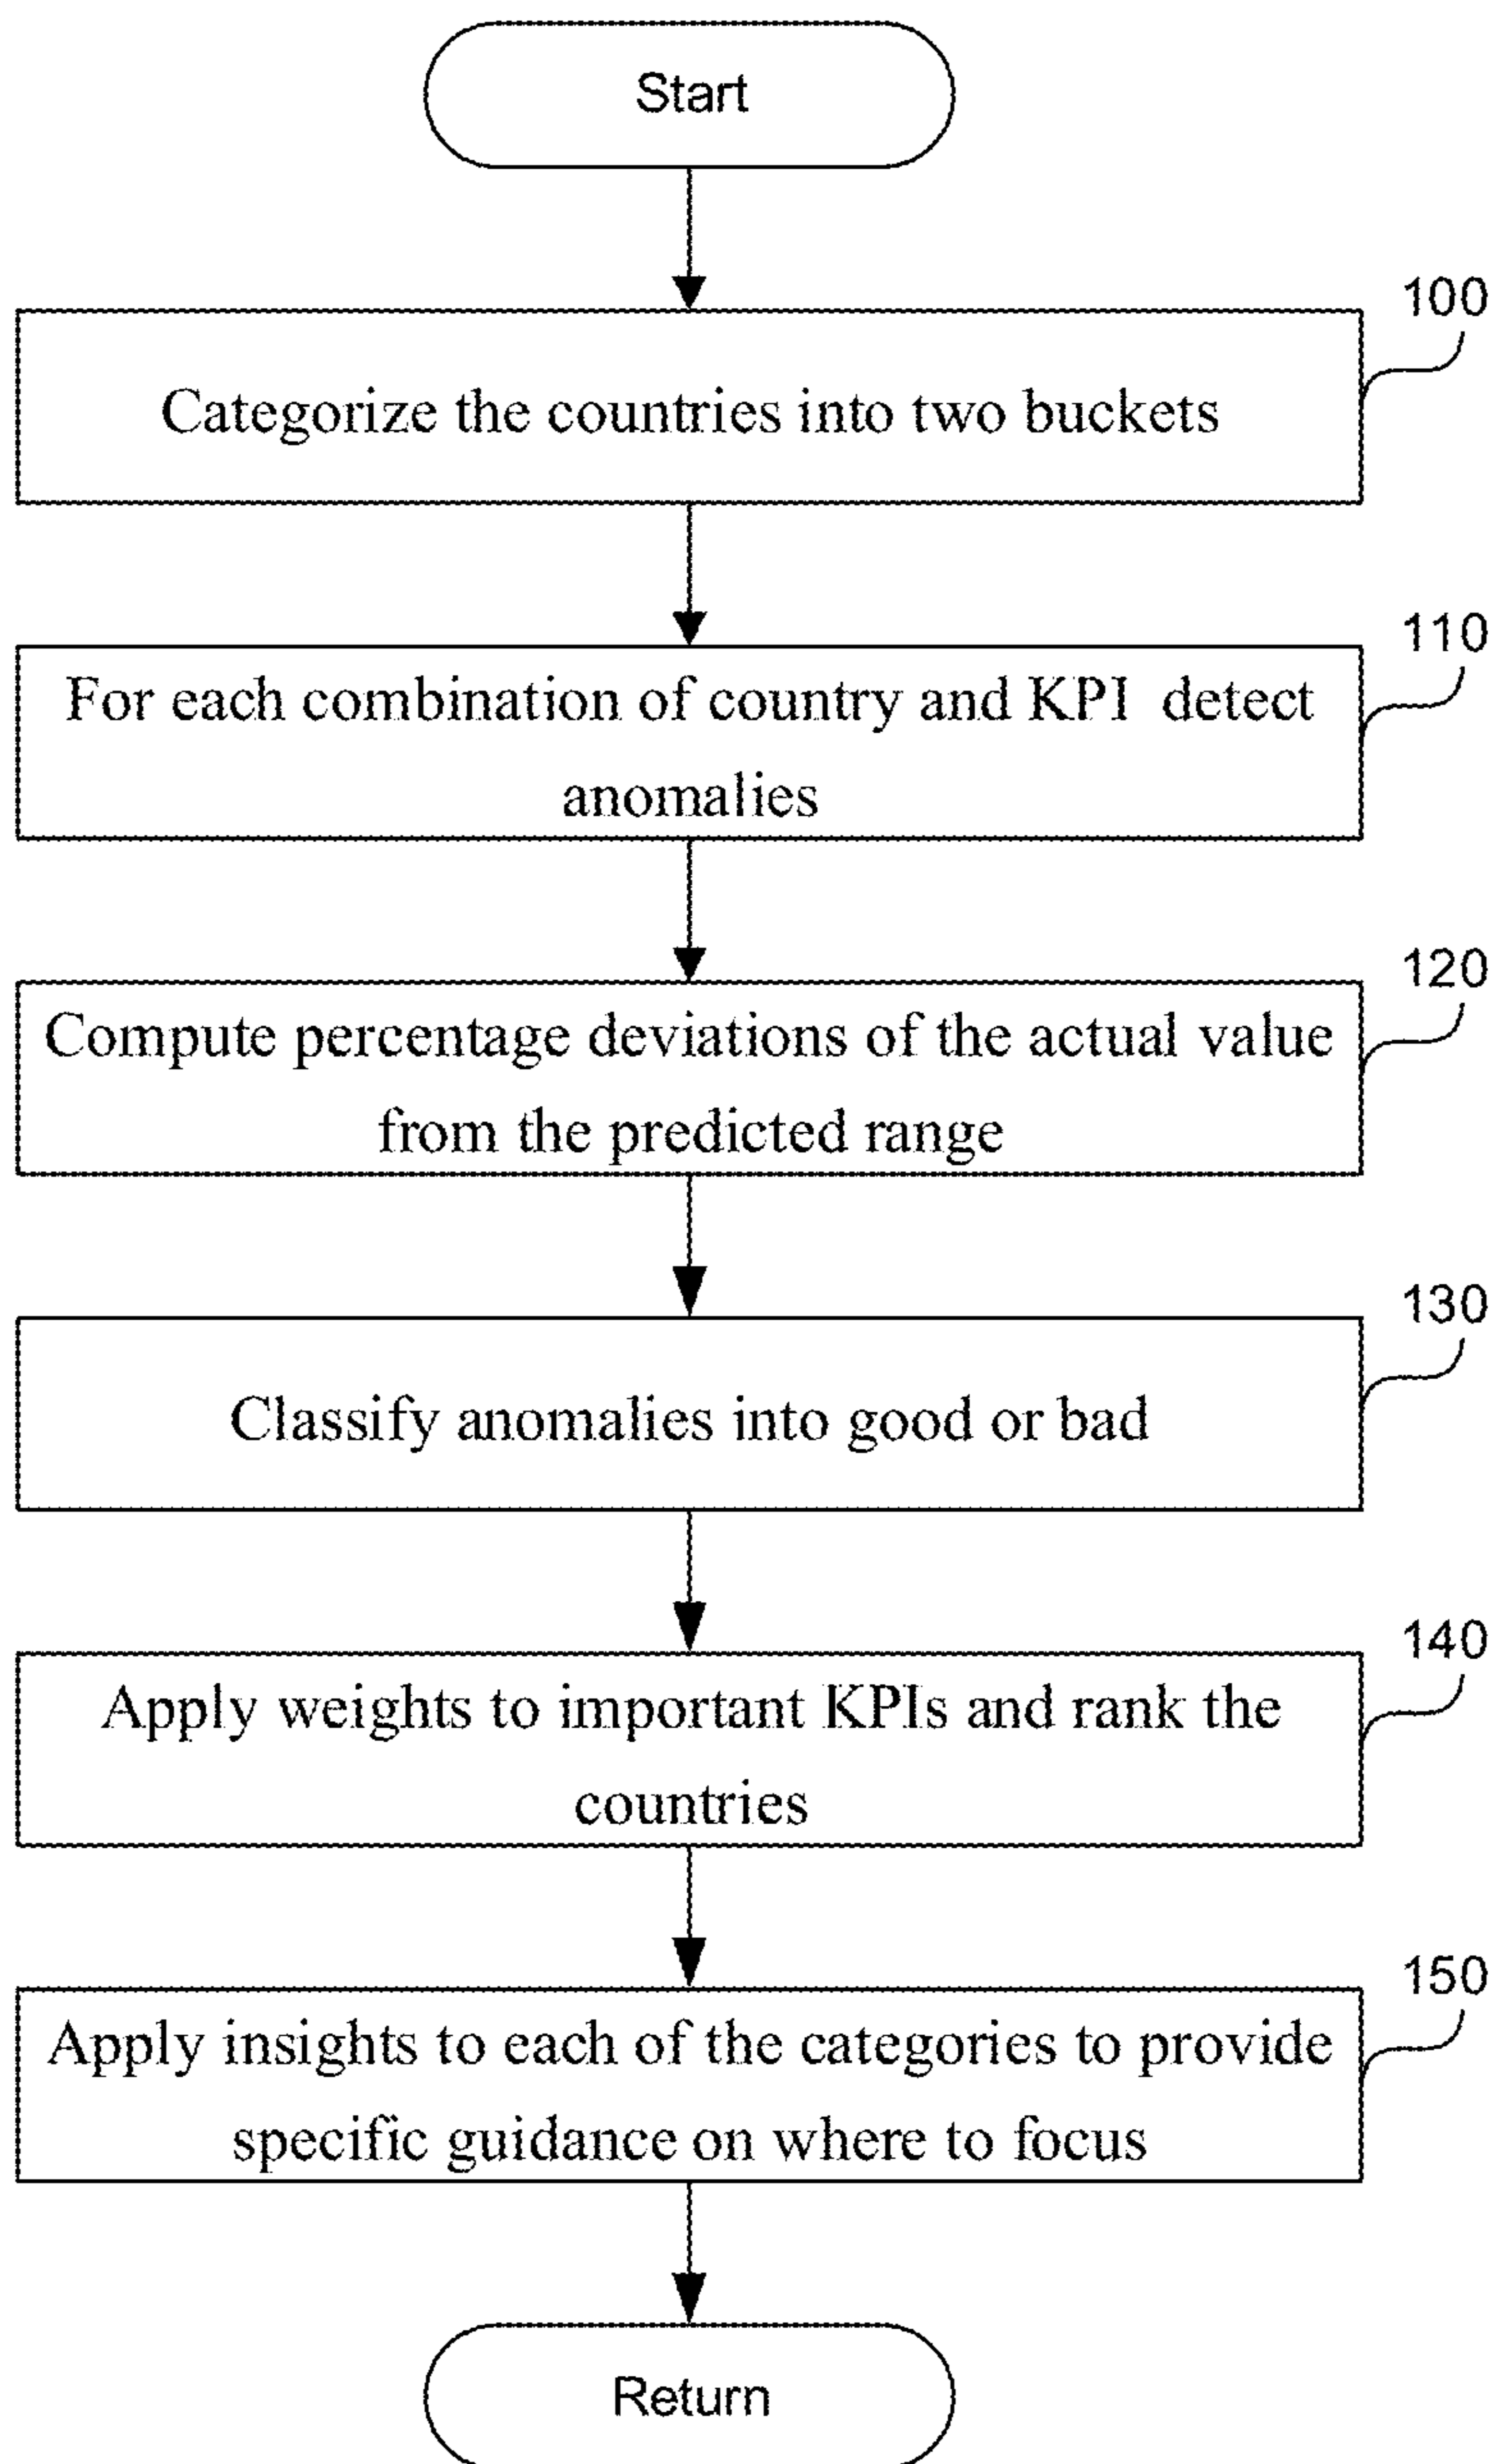 Start
100
Categorize the countries into two buckets
110
For each combination of country and KPI detect
anomalies
120
Compute percentage deviations of the actual value
from the predicted range
130
Classify anomalies into good or bad
140
Apply weights to important KPIs and rank the
countries
150
Apply insights to each of the categories to provide
specific guidance on where to focus
Return